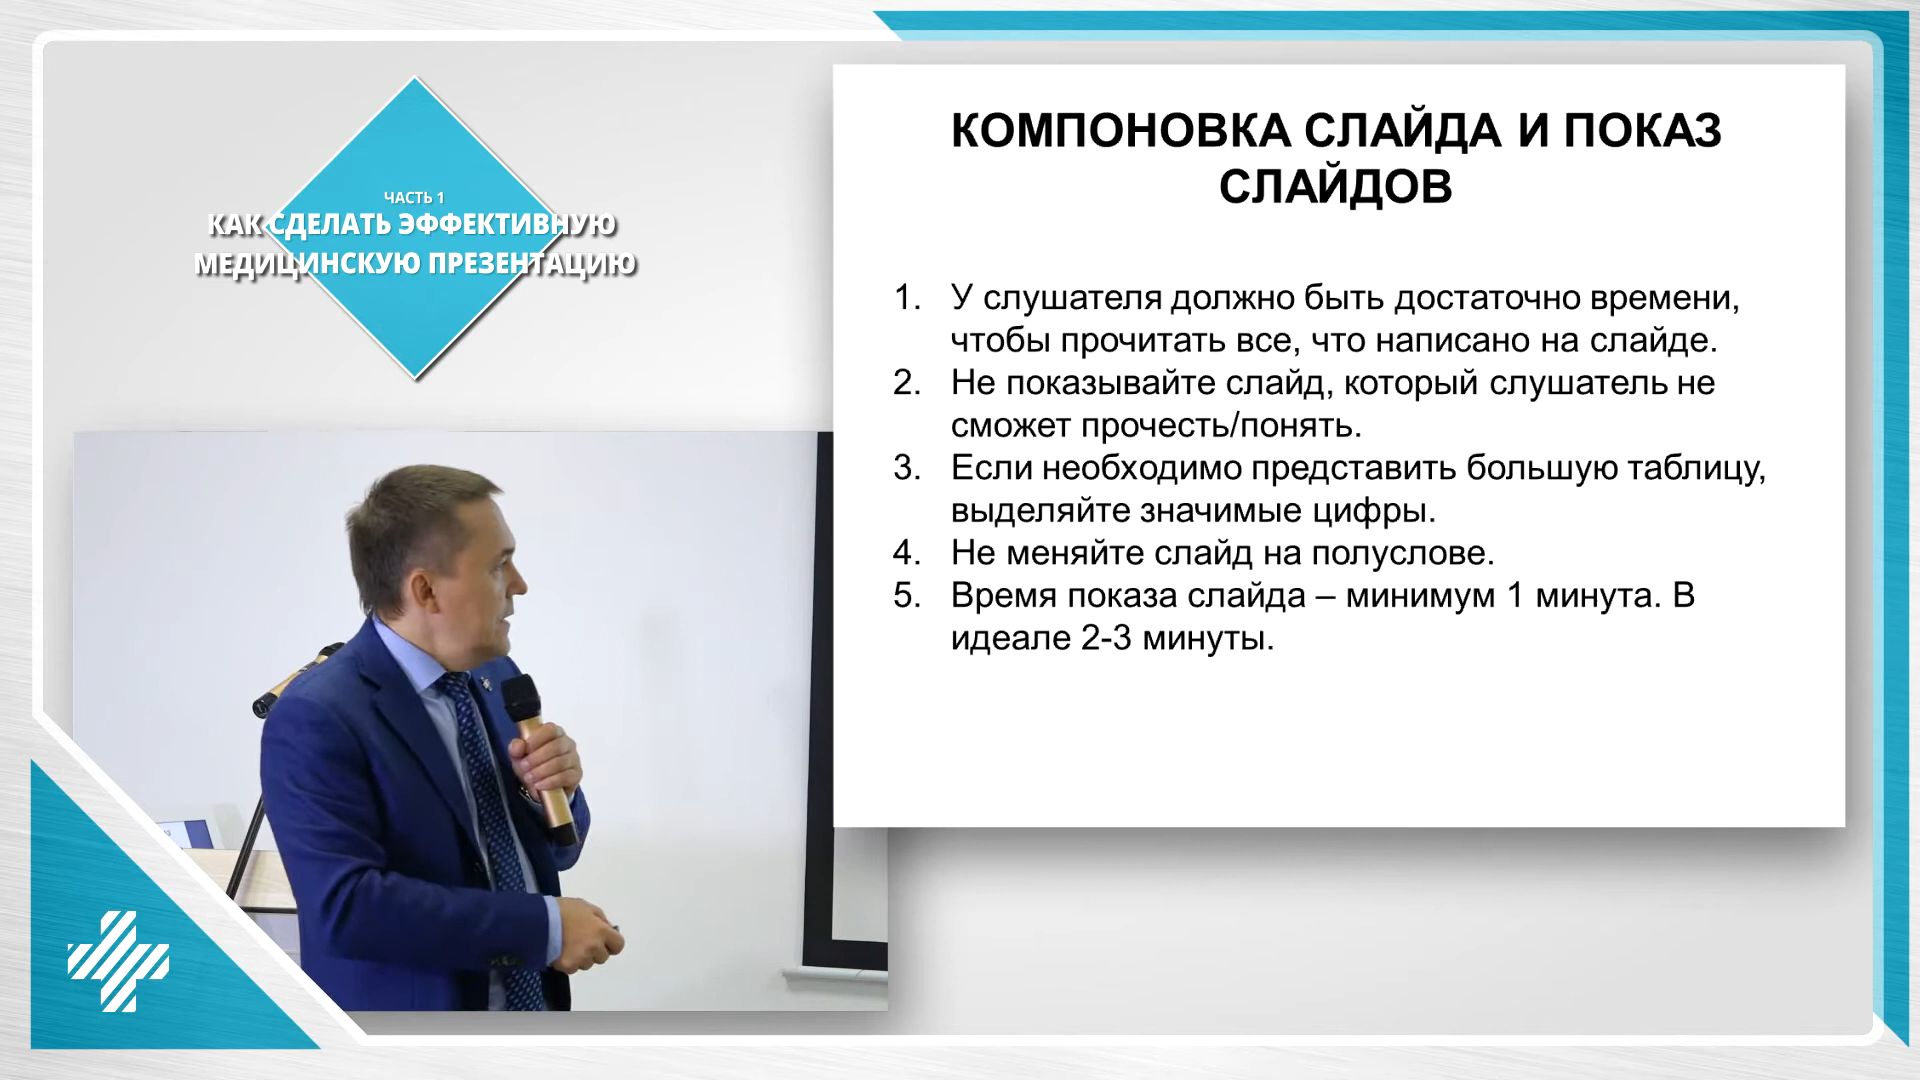 ЧАСТЬ 1
КАК СДЕЛАТЬ ЭФФЕКТИВНУЮ
МЕДИЦИНСКУЮ ПРЕЗЕНТАЦИЮ
КОМПОНОВКА СЛАЙДА И ПОКАЗ
СЛАЙДОВ
1. У слушателя должно быть достаточно времени,
чтобы прочитать все, что написано на слайде.
2. Не показывайте слайд, который слушатель не
сможет прочесть/понять.
3. Если необходимо представить большую таблицу,
выделяйте значимые цифры.
4. Не меняйте слайд на полуслове.
5. Время показа слайда – минимум 1 минута. В
идеале 2-3 минуты.